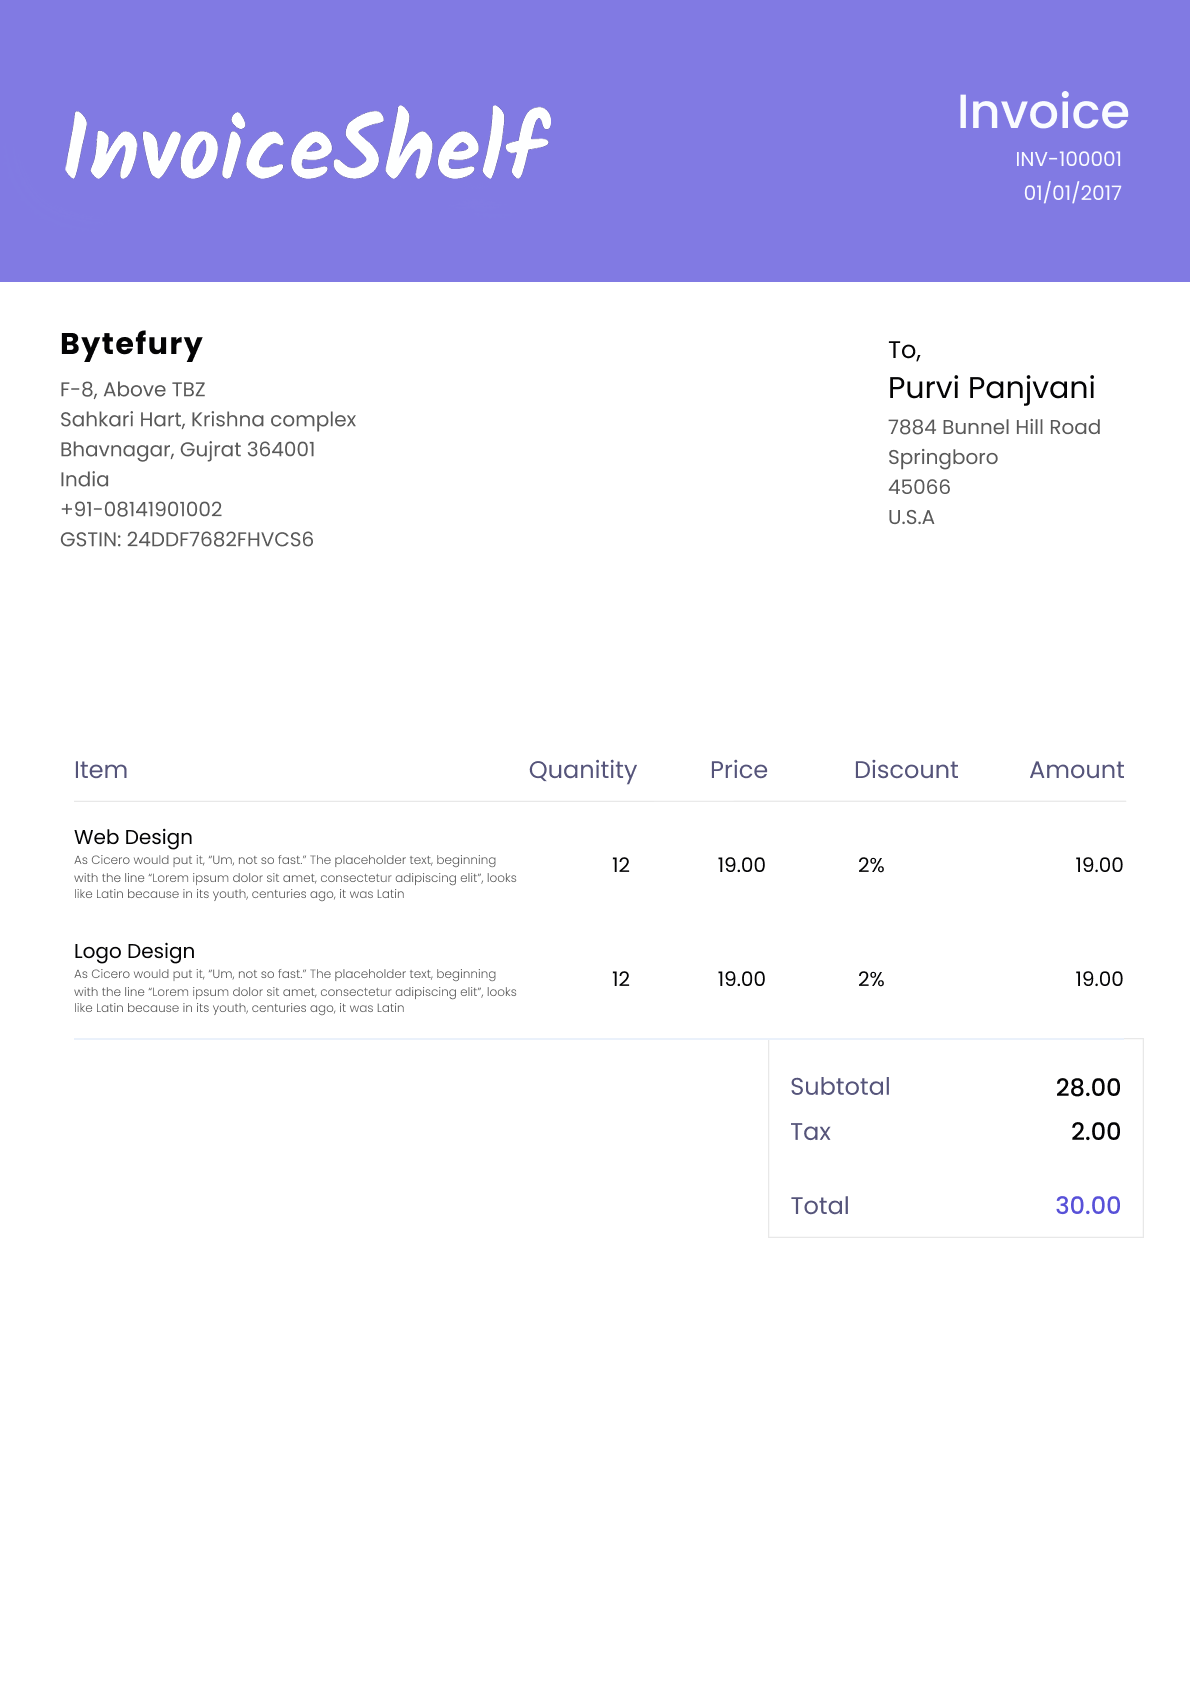 InvoiceShelf
Invoice
INV-100001
01/01/2017
Bytefury
F-8, Above TBZ
Sahkari Hart, Krishna complex
Bhavnagar, Gujrat 364001
India
+91-08141901002
GSTIN: 24DDF7682FHVCS6
To,
Purvi Panjvani
7884 Bunnel Hill Road
Springboro
45066
U.S.A
Item Quanitity Price Discount Amount
Web Design
As Cicero would put it, “Um, not so fast.” The placeholder text, beginning
with the line “Lorem ipsum dolor sit amet, consectetur adipiscing elit”, looks
like Latin because in its youth, centuries ago, it was Latin
12 19.00 2% 19.00
Logo Design
As Cicero would put it, “Um, not so fast.” The placeholder text, beginning
with the line “Lorem ipsum dolor sit amet, consectetur adipiscing elit”, looks
like Latin because in its youth, centuries ago, it was Latin
12 19.00 2% 19.00
Subtotal 28.00
Tax 2.00
Total 30.00